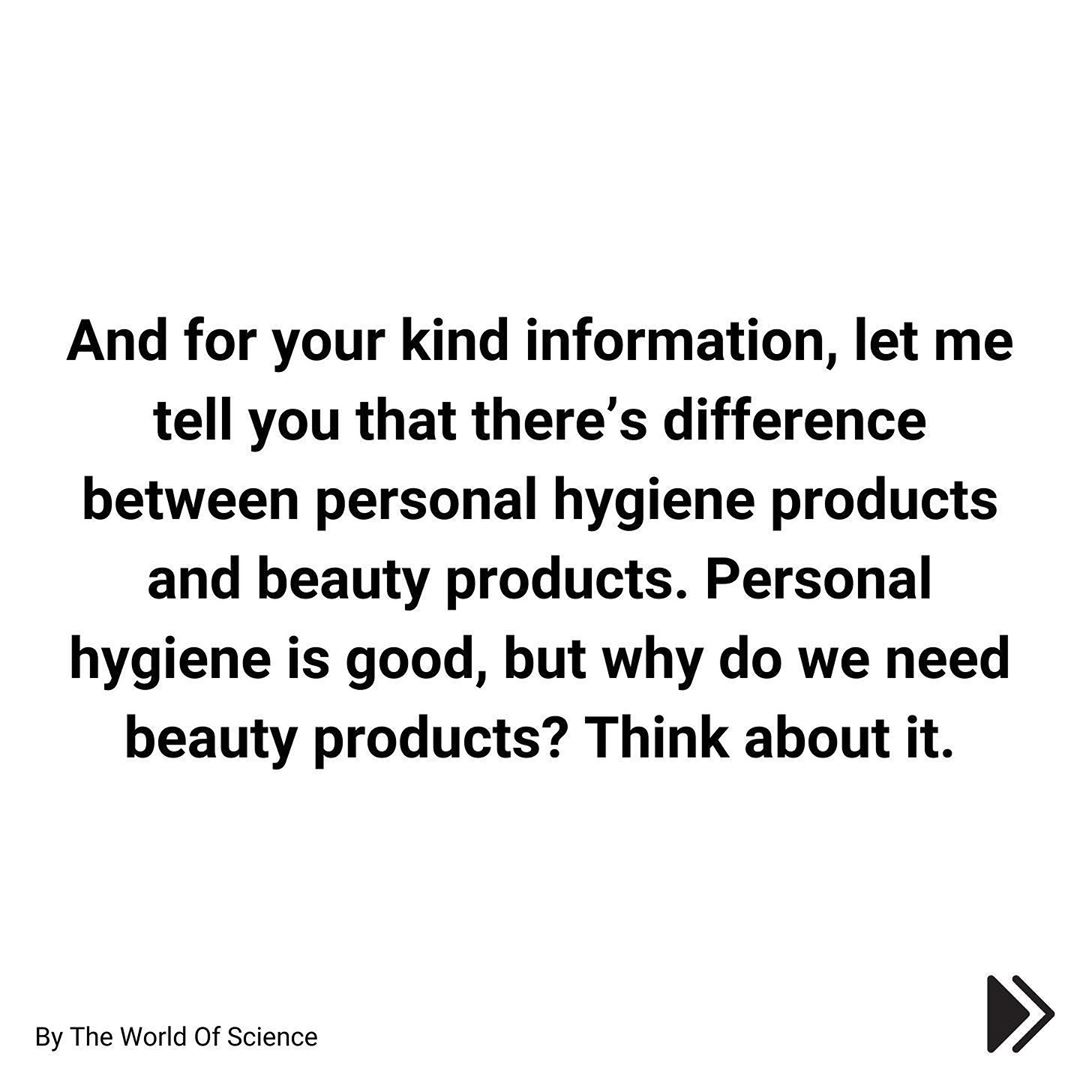 And for your kind information, let me
tell you that there’s difference
between personal hygiene products
and beauty products. Personal
hygiene is good, but why do we need
beauty products? Think about it.
By The World Of Science